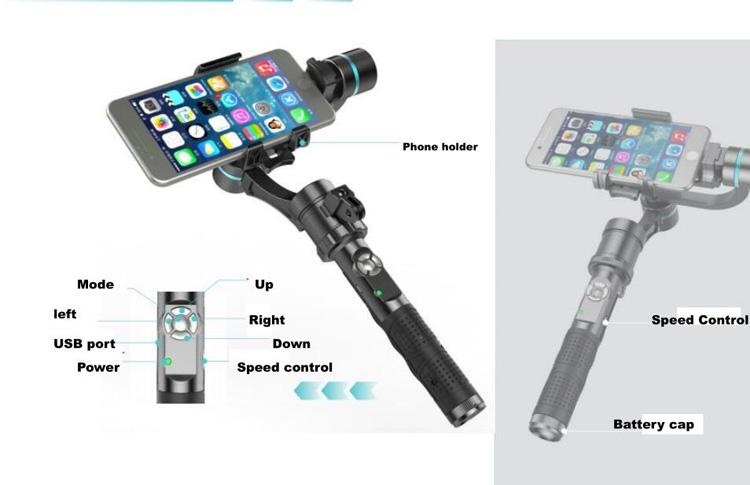 Phone holder
Mode
Up
left
Right
USB port
Down
Power
Speed control
Speed Control
Battery cap